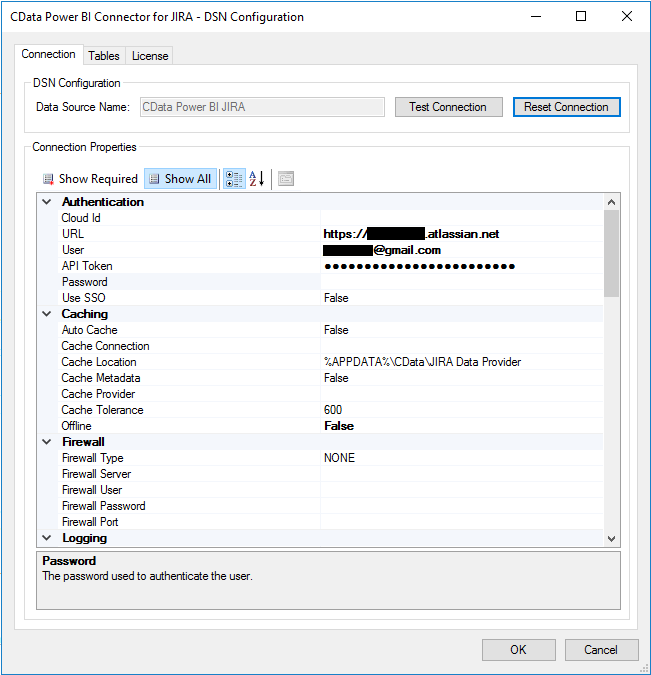 CData Power BI Connector for JIRA - DSN Configuration
Connection Tables License
DSN Configuration
Data Source Name: CData Power BI JIRA Test Connection Reset Connection
Connection Properties
Show Required Show All
Authentication
Cloud Id
URL https://.atlassian.net
User @gmail.com
API Token ●●●●●●●●●●●●●●●●●●●●●●●●
Password
Use SSO False
Caching
Auto Cache False
Cache Connection
Cache Location %APPDATA%\CData\JIRA Data Provider
Cache Metadata False
Cache Provider
Cache Tolerance 600
Offline False
Firewall
Firewall Type NONE
Firewall Server
Firewall User
Firewall Password
Firewall Port
Logging
Password
The password used to authenticate the user.
OK Cancel